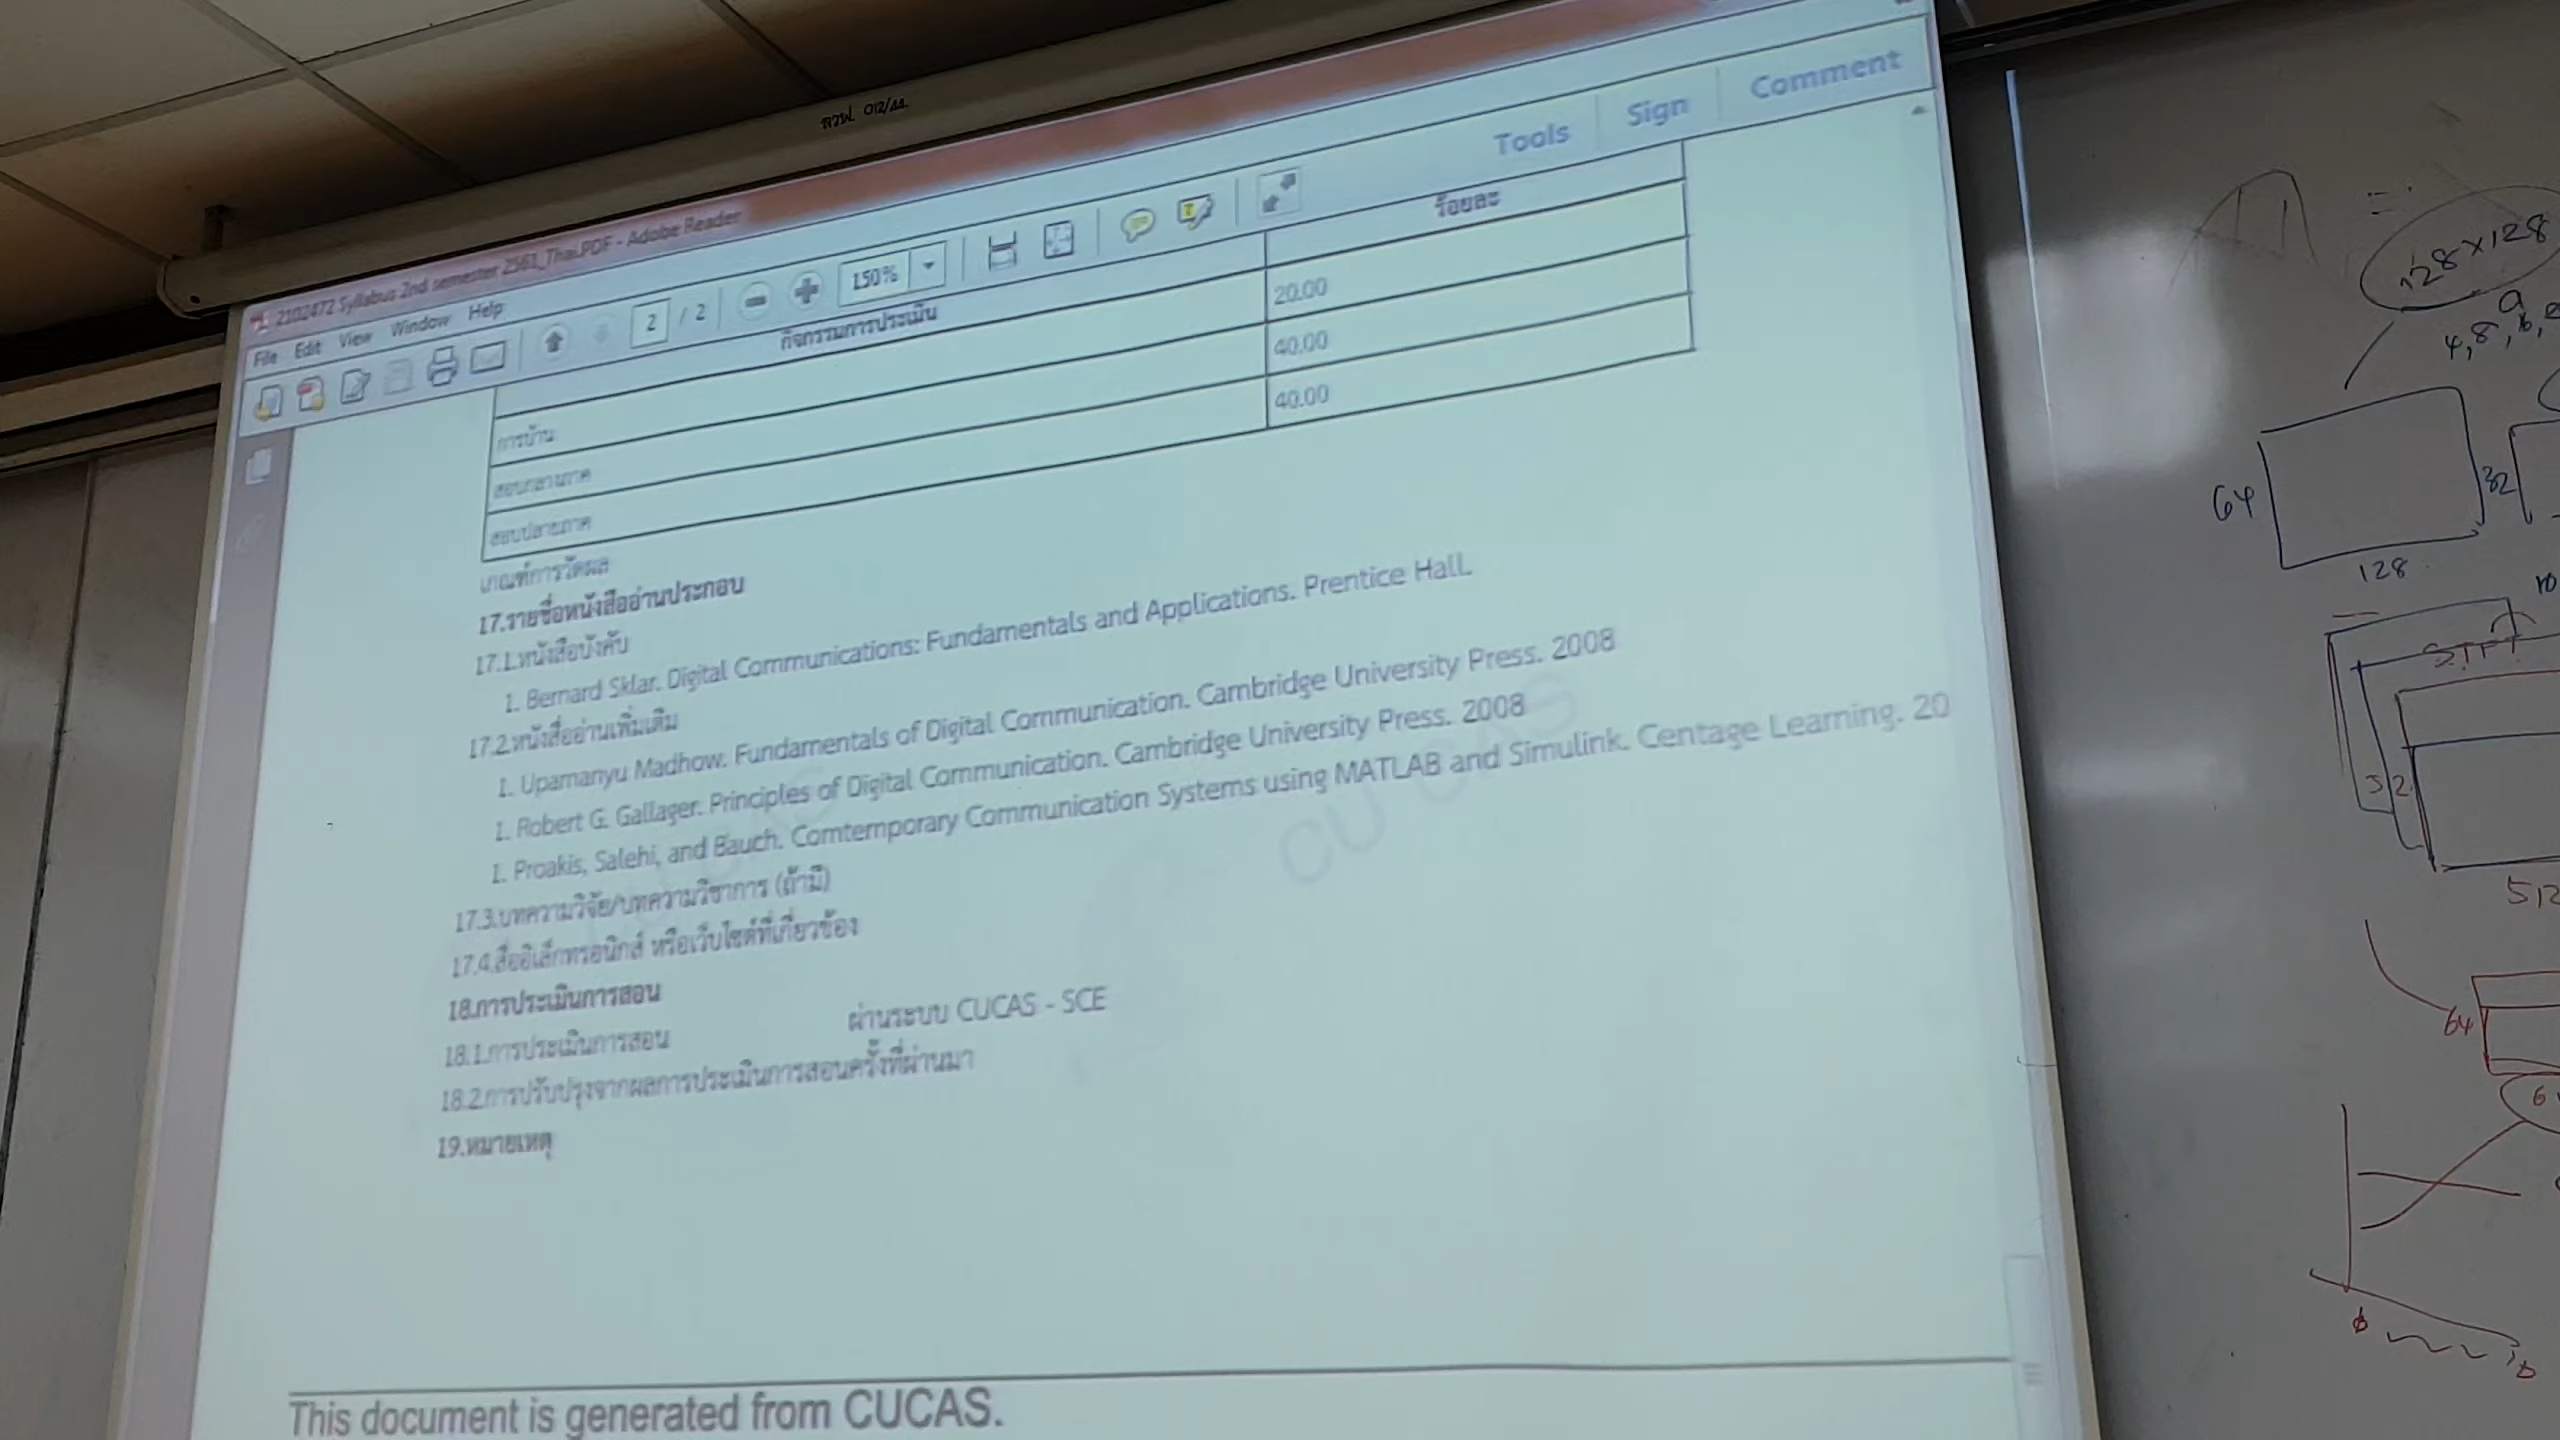 ลวฟ. 012/44
2102472 Syllabus 2nd semester 2561_Thai.PDF - Adobe Reader
File Edit View Window Help
2 / 2
150%
Tools Sign Comment
กิจกรรมการประเมิน ร้อยละ
การบ้าน 20.00
สอบกลางภาค 40.00
สอบปลายภาค 40.00
เกณฑ์การวัดผล
17.รายชื่อหนังสืออ่านประกอบ
17.1.หนังสือบังคับ
1. Bernard Sklar. Digital Communications: Fundamentals and Applications. Prentice Hall.
17.2.หนังสืออ่านเพิ่มเติม
1. Upamanyu Madhow. Fundamentals of Digital Communication. Cambridge University Press. 2008
1. Robert G. Gallager. Principles of Digital Communication. Cambridge University Press. 2008
1. Proakis, Salehi, and Bauch. Comtemporary Communication Systems using MATLAB and Simulink. Centage Learning. 20
17.3.บทความวิจัย/บทความวิชาการ (ถ้ามี)
17.4.สื่ออิเล็กทรอนิกส์ หรือเว็บไซต์ที่เกี่ยวข้อง
18.การประเมินการสอน
18.1.การประเมินการสอน ผ่านระบบ CUCAS - SCE
18.2.การปรับปรุงจากผลการประเมินการสอนครั้งที่ผ่านมา
19.หมายเหตุ
CU CAS
This document is generated from CUCAS.
128×128
64
32
128
512
64